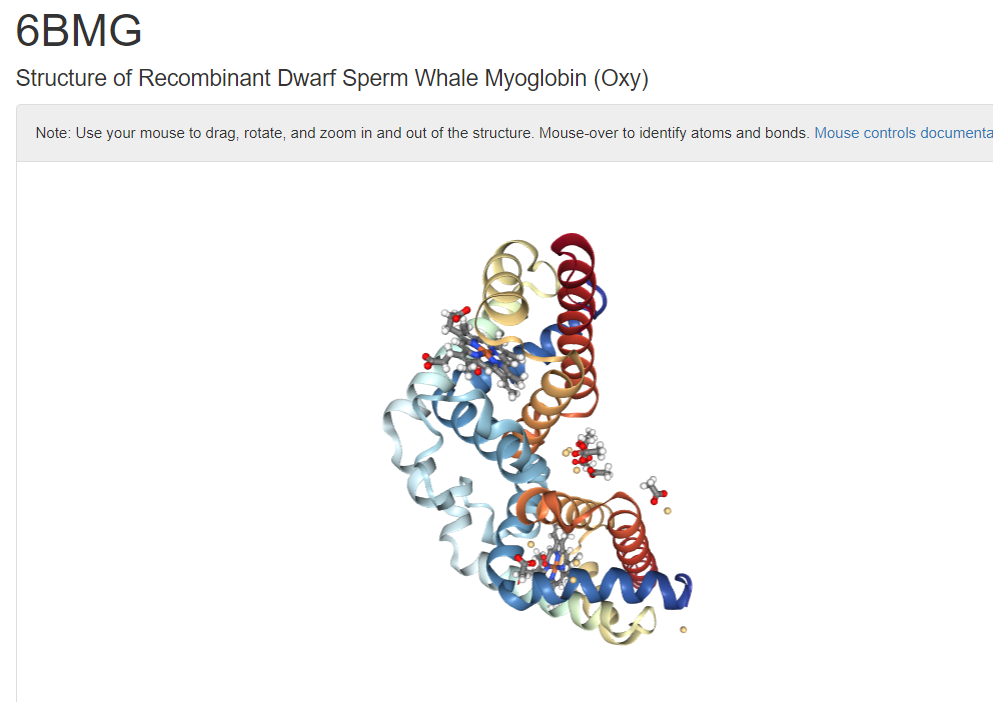 6BMG
Structure of Recombinant Dwarf Sperm Whale Myoglobin (Oxy)
Note: Use your mouse to drag, rotate, and zoom in and out of the structure. Mouse-over to identify atoms and bonds. Mouse controls documenta